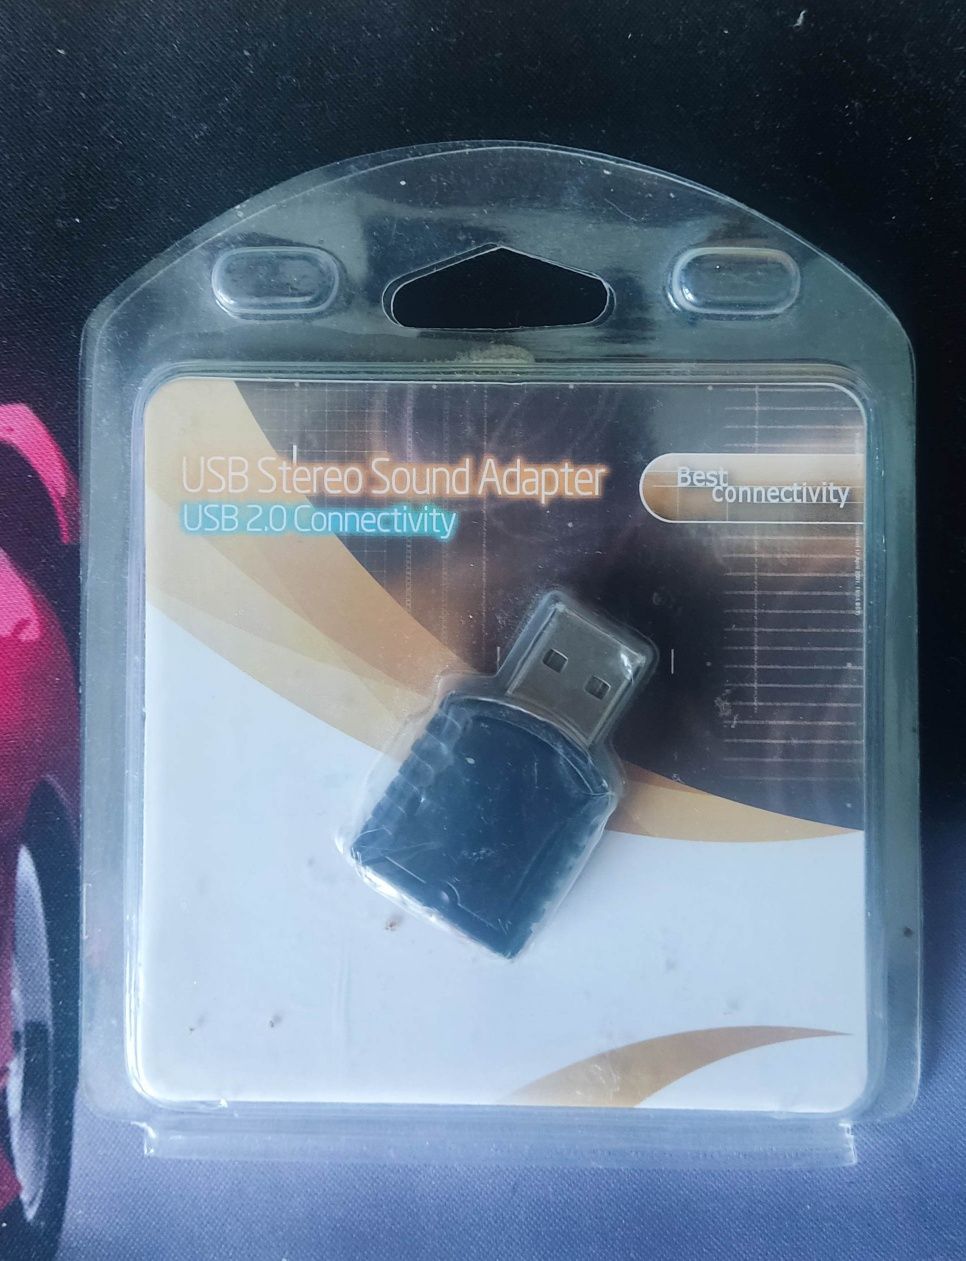 USB Stereo Sound Adapter
USB 2.0 Connectivity
Best
connectivity